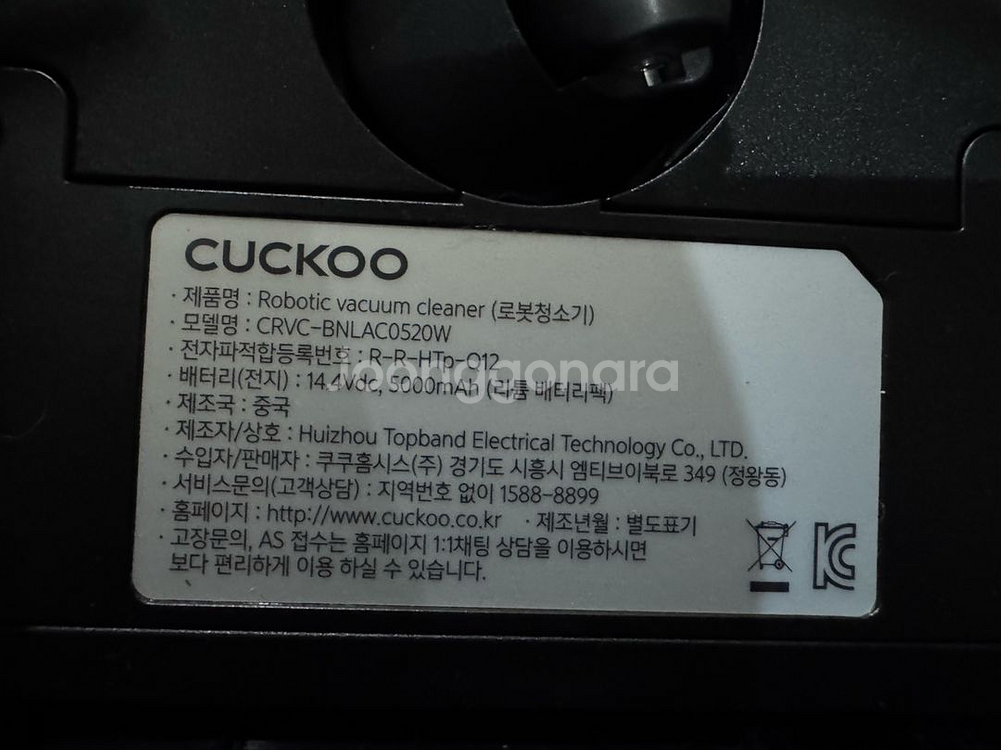 CUCKOO
· 제품명 : Robotic vacuum cleaner (로봇청소기)
· 모델명 : CRVC-BNLAC0520W
· 전자파적합등록번호 : R-R-HTp-Q12
joonggonara
· 배터리(전지) : 14.4Vdc, 5000mAh (리튬 배터리팩)
· 제조국 : 중국
· 제조자/상호 : Huizhou Topband Electrical Technology Co., LTD.
· 수입자/판매자 : 쿠쿠홈시스(주) 경기도 시흥시 엠티브이북로 349 (정왕동)
· 서비스문의(고객상담) : 지역번호 없이 1588-8899
· 홈페이지 : http://www.cuckoo.co.kr · 제조년월 : 별도표기
· 고장문의, AS 접수는 홈페이지 1:1채팅 상담을 이용하시면
보다 편리하게 이용 하실 수 있습니다.